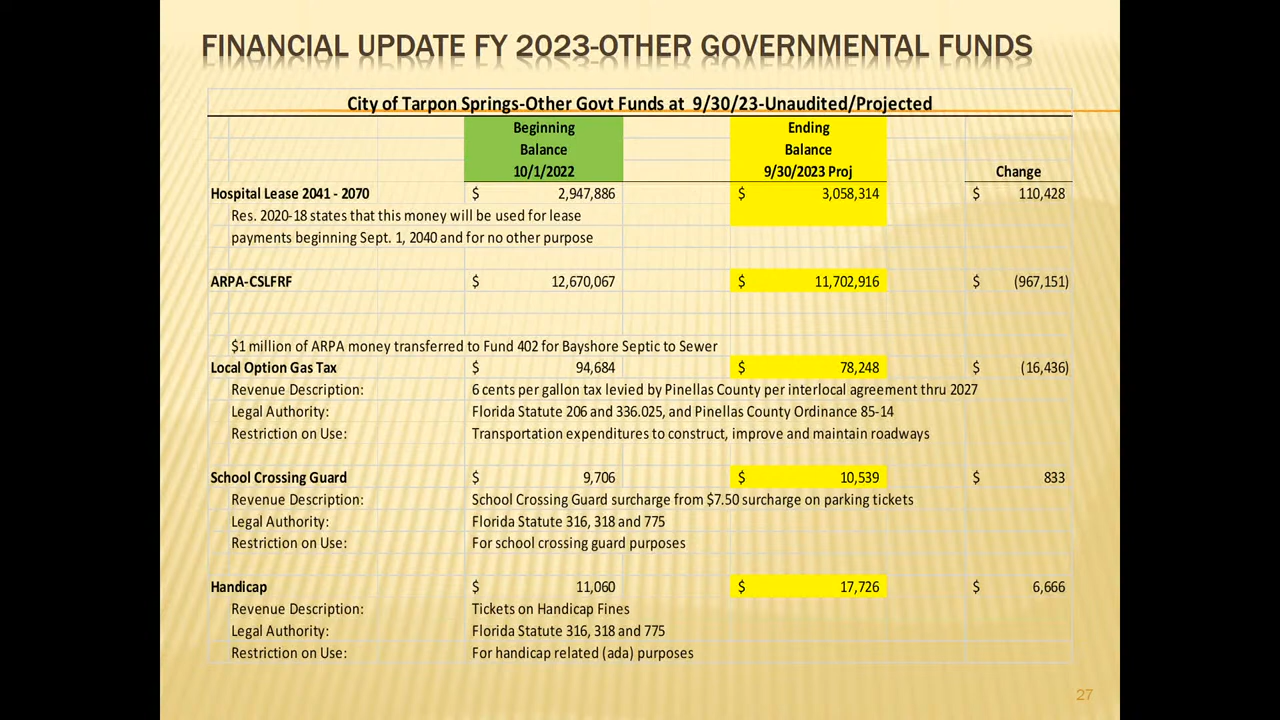 FINANCIAL UPDATE FY 2023-OTHER GOVERNMENTAL FUNDS
City of Tarpon Springs-Other Govt Funds at 9/30/23-Unaudited/Projected
Beginning Ending
Balance Balance
10/1/2022 9/30/2023 Proj Change
Hospital Lease 2041 - 2070 $ 2,947,886 $ 3,058,314 $ 110,428
Res. 2020-18 states that this money will be used for lease
payments beginning Sept. 1, 2040 and for no other purpose
ARPA-CSLFRF $ 12,670,067 $ 11,702,916 $ (967,151)
$1 million of ARPA money transferred to Fund 402 for Bayshore Septic to Sewer
Local Option Gas Tax $ 94,684 $ 78,248 $ (16,436)
Revenue Description: 6 cents per gallon tax levied by Pinellas County per interlocal agreement thru 2027
Legal Authority: Florida Statute 206 and 336.025, and Pinellas County Ordinance 85-14
Restriction on Use: Transportation expenditures to construct, improve and maintain roadways
School Crossing Guard $ 9,706 $ 10,539 $ 833
Revenue Description: School Crossing Guard surcharge from $7.50 surcharge on parking tickets
Legal Authority: Florida Statute 316, 318 and 775
Restriction on Use: For school crossing guard purposes
Handicap $ 11,060 $ 17,726 $ 6,666
Revenue Description: Tickets on Handicap Fines
Legal Authority: Florida Statute 316, 318 and 775
Restriction on Use: For handicap related (ada) purposes
27